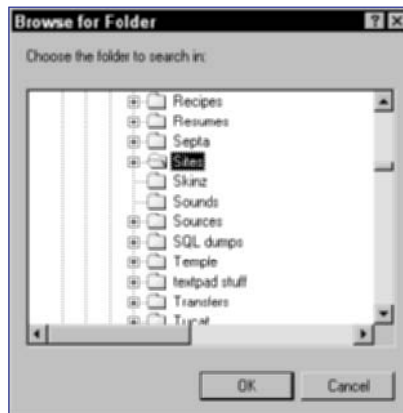 Browse for Folder
Choose the folder to search in:
Recipes
Resumes
Septa
Sites
Skinz
Sounds
Sources
SQL dumps
Temple
textpad stuff
Transfers
OK
Cancel